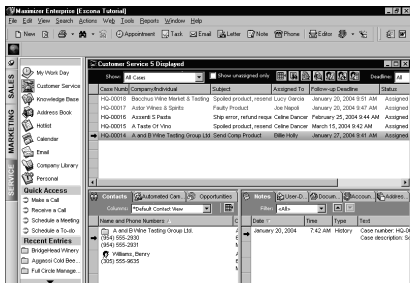 Maximizer Enterprise [Escona Tutorial]
File Edit View Search Actions Web Tools Reports Window Help
New Appointment Task Email Letter Note Phone Editor
SALES
MARKETING
SERVICE
My Work Day
Customer Service
Knowledge Base
Address Book
Hotlist
Calendar
Email
Company Library
Personal
Quick Access
Make a Call
Receive a Call
Schedule a Meeting
Schedule a To-do
Recent Entries
BridgeHead Winery
Aggassi Cold Bee...
Full Circle Manage...
Customer Service 5 Displayed
Show: All Cases Show unassigned only Deadline: All
Case Numb Company/Individual Subject Assigned To Follow-up Deadline Status
HQ-00018 Bacchus Wine Market & Tasting Spoiled product, resend Lucy Garcia January 20, 2004 9:51 AM Assigned
HQ-00017 Astor Wines & Spirits Faulty Product Joe Napoli January 20, 2004 9:47 AM Assigned
HQ-00016 Assenti S Pasta Ship error, refund reque Celine Dancer February 25, 2004 9:44 AM Assigned
HQ-00015 A Taste Of Vino Spoiled product, resend Celine Dancer March 15, 2004 9:42 AM Assigned
HQ-00014 A and B Wine Tasting Group Ltd Send Comp Product Billie Holly January 24, 2004 9:41 AM Assigned
Contacts Automated Cam... Opportunities
Columns: *Default Contact View
Name and Phone Numbers
A and B Wine Tasting Group Ltd.
(954) 555-2930
(954) 555-2931
Williams, Benry
(305) 555-9635
Notes User-D... Docum... Accoun... Addres...
Filter: <All>
Date Time Type Text
January 20, 2004 7:42 AM History Case number: HQ-0
Case description: S